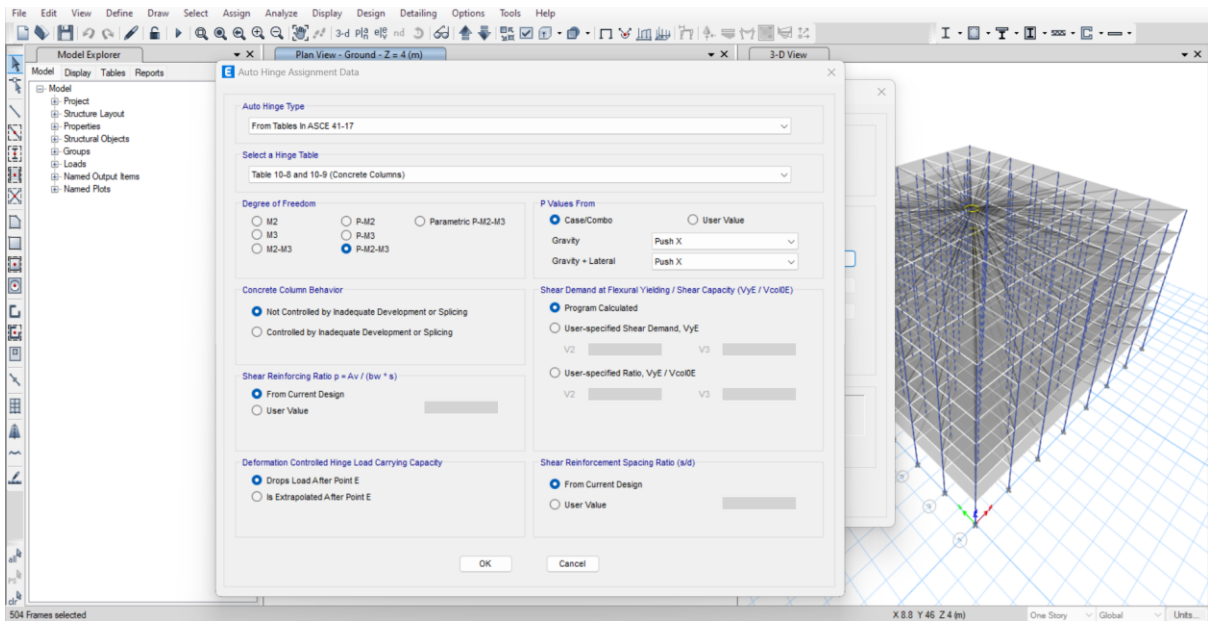 File Edit View Define Draw Select Assign Analyze Display Design Detailing Options Tools Help
3-d nd
Model Explorer
Plan View - Ground - Z = 4 (m)
3-D View
Model Display Tables Reports
Model
Project
Structure Layout
Properties
Structural Objects
Groups
Loads
Named Output Items
Named Plots
E Auto Hinge Assignment Data
Auto Hinge Type
From Tables In ASCE 41-17
Select a Hinge Table
Table 10-8 and 10-9 (Concrete Columns)
Degree of Freedom
M2 P-M2 Parametric P-M2-M3
M3 P-M3
M2-M3 P-M2-M3
P Values From
Case/Combo User Value
Gravity Push X
Gravity + Lateral Push X
Concrete Column Behavior
Not Controlled by Inadequate Development or Splicing
Controlled by Inadequate Development or Splicing
Shear Demand at Flexural Yielding / Shear Capacity (VyE / Vcol0E)
Program Calculated
User-specified Shear Demand, VyE
V2 V3
User-specified Ratio, VyE / Vcol0E
V2 V3
Shear Reinforcing Ratio p = Av / (bw * s)
From Current Design
User Value
Deformation Controlled Hinge Load Carrying Capacity
Drops Load After Point E
Is Extrapolated After Point E
Shear Reinforcement Spacing Ratio (s/d)
From Current Design
User Value
OK Cancel
all
clr
504 Frames selected
X 8.8 Y 46 Z 4 (m)
One Story Global Units...